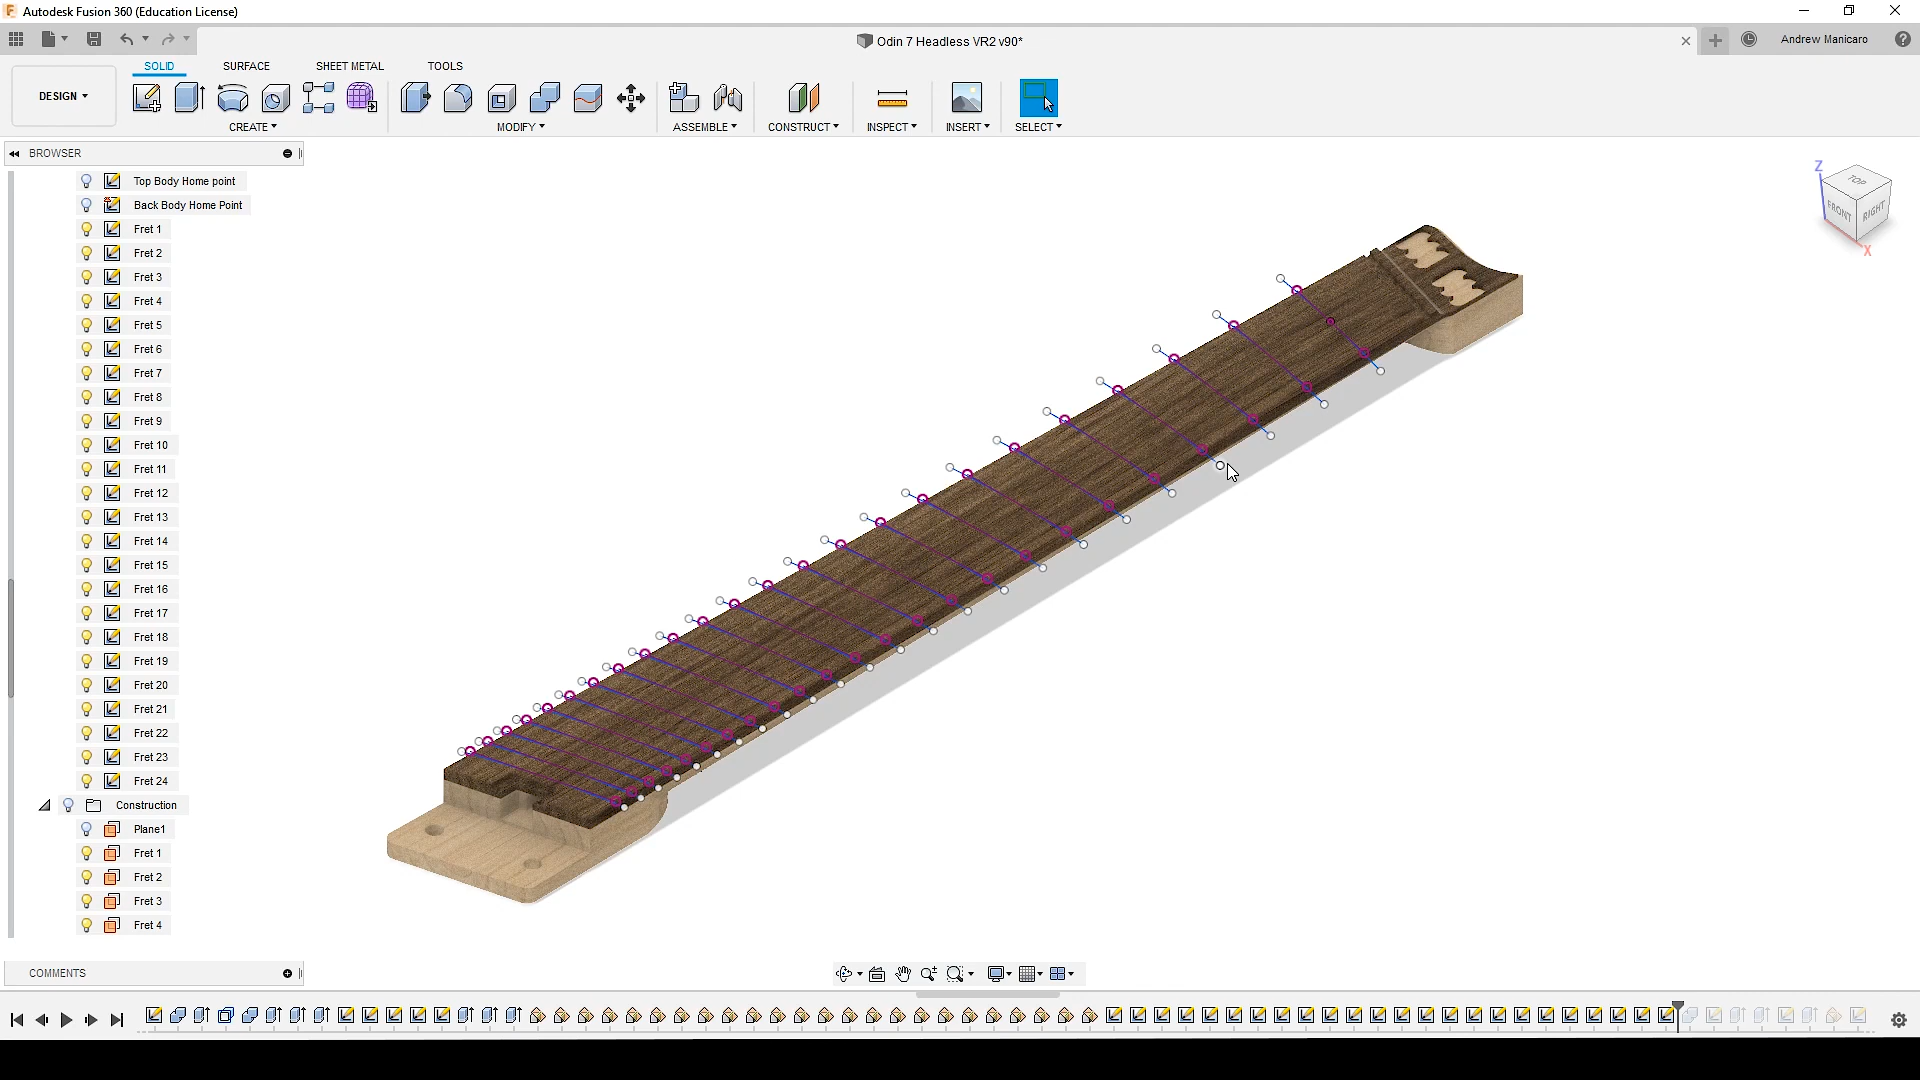 Autodesk Fusion 360 (Education License)
Odin 7 Headless VR2 v90*
Andrew Manicaro
DESIGN
SOLID
SURFACE
SHEET METAL
TOOLS
CREATE
MODIFY
ASSEMBLE
CONSTRUCT
INSPECT
INSERT
SELECT
BROWSER
Top Body Home point
Back Body Home Point
Fret 1
Fret 2
Fret 3
Fret 4
Fret 5
Fret 6
Fret 7
Fret 8
Fret 9
Fret 10
Fret 11
Fret 12
Fret 13
Fret 14
Fret 15
Fret 16
Fret 17
Fret 18
Fret 19
Fret 20
Fret 21
Fret 22
Fret 23
Fret 24
Construction
Plane1
Fret 1
Fret 2
Fret 3
Fret 4
Z
TOP
FRONT
RIGHT
X
COMMENTS